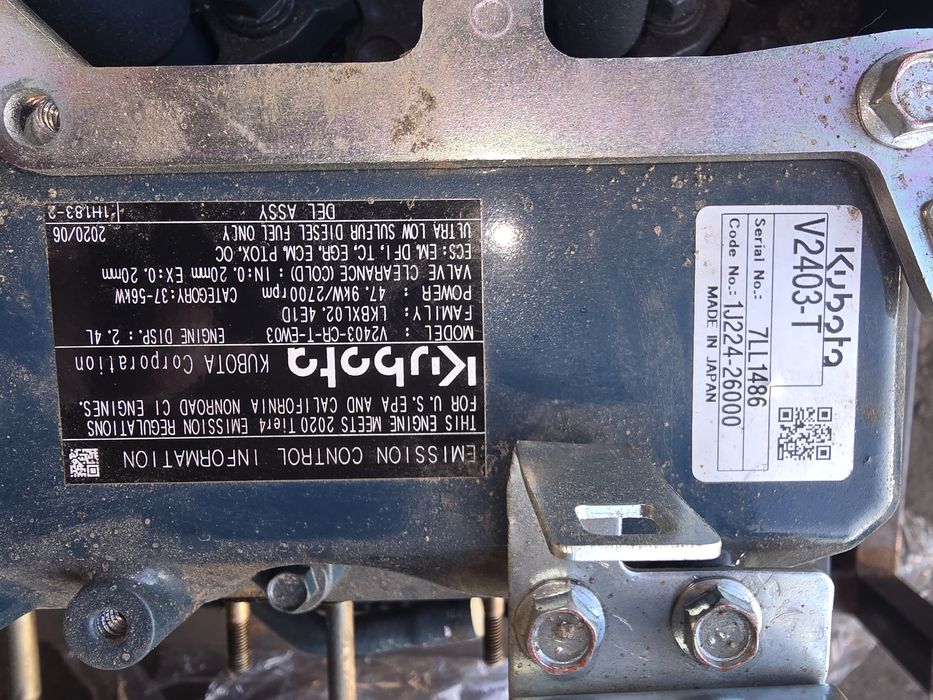 EMISSION CONTROL INFORMATION
THIS ENGINE MEETS 2020 Tier4 EMISSION REGULATIONS
FOR U.S. EPA AND CALIFORNIA NONROAD CI ENGINES.
Kubota KUBOTA Corporation
MODEL : V2403-CR-T-EW03 ENGINE DISP.: 2.4L
FAMILY: LKBXL02.4E1D
POWER : 47.9kW/2700rpm CATEGORY:37-56kW
VALVE CLEARANCE (COLD): IN:0.20mm EX:0.20mm
ECS: EM, DFI, TC, EGR, ECM, PTOX, OC
ULTRA LOW SULFUR DIESEL FUEL ONLY 2020/06
DEL ASSY 1H183-2
Kubota
V2403-T
Serial No.: 7LL1486
Code No.:1J224-26000
MADE IN JAPAN